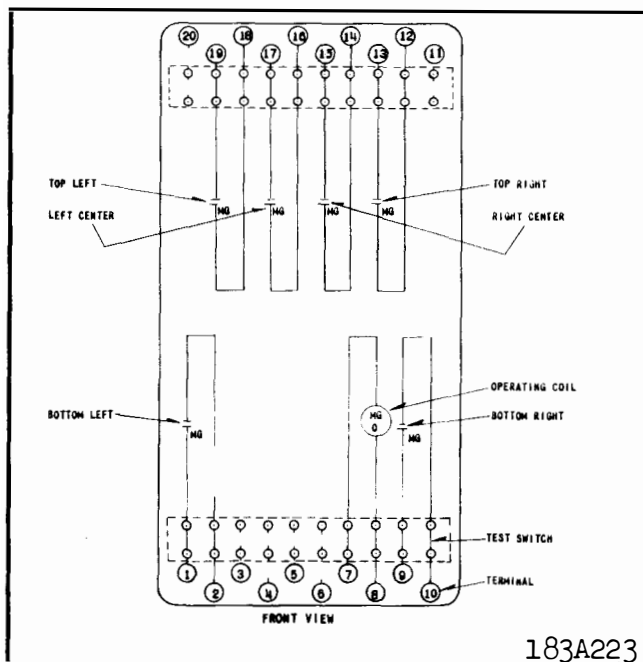 20 18 16 14 12
19 17 15 13 11
TOP LEFT
TOP RIGHT
MG MG MG MG
LEFT CENTER
RIGHT CENTER
OPERATING COIL
BOTTOM LEFT
MG
O
BOTTOM RIGHT
MG
MG
TEST SWITCH
1 3 5 7 9
TERMINAL
2 4 6 8 10
FRONT VIEW
183A223